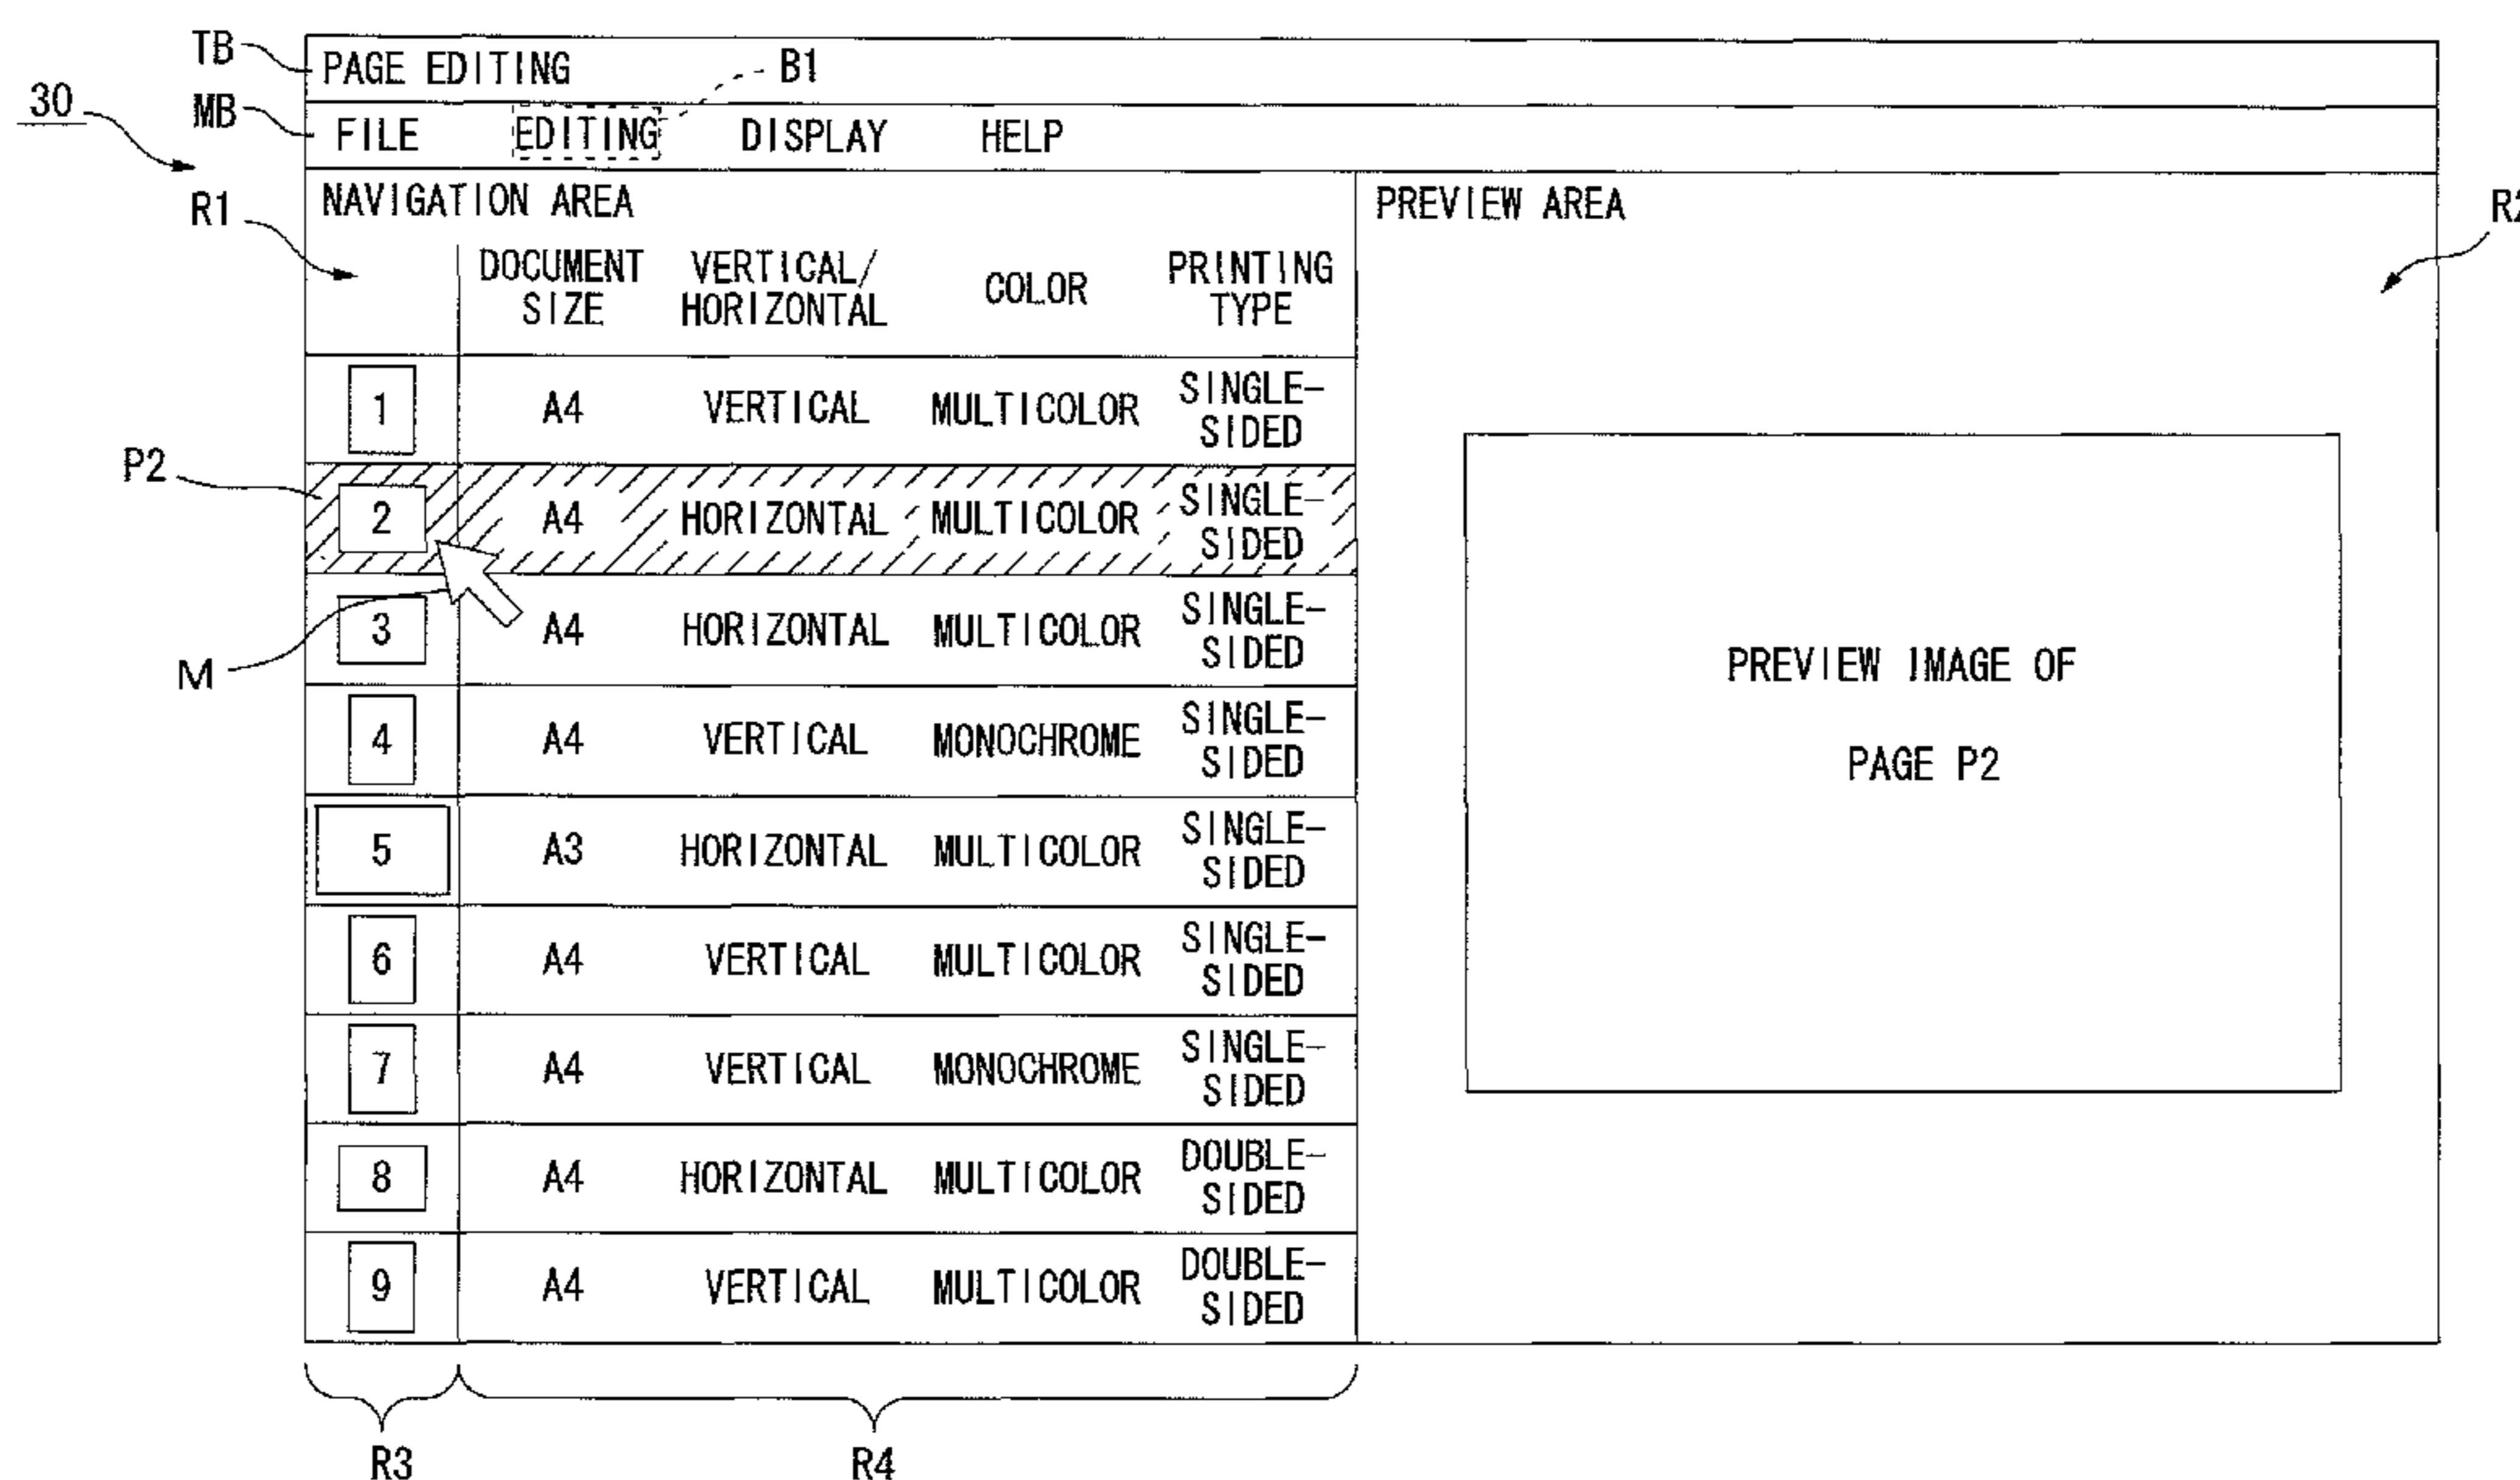 TB
PAGE EDITING
B1
30
MB
FILE EDITING DISPLAY HELP
R1
NAVIGATION AREA
PREVIEW AREA
DOCUMENT SIZE VERTICAL/HORIZONTAL COLOR PRINTING TYPE
1 A4 VERTICAL MULTICOLOR SINGLE-SIDED
P2
2 A4 HORIZONTAL MULTICOLOR SINGLE-SIDED
3 A4 HORIZONTAL MULTICOLOR SINGLE-SIDED
M
4 A4 VERTICAL MONOCHROME SINGLE-SIDED
5 A3 HORIZONTAL MULTICOLOR SINGLE-SIDED
6 A4 VERTICAL MULTICOLOR SINGLE-SIDED
7 A4 VERTICAL MONOCHROME SINGLE-SIDED
8 A4 HORIZONTAL MULTICOLOR DOUBLE-SIDED
9 A4 VERTICAL MULTICOLOR DOUBLE-SIDED
PREVIEW IMAGE OF
PAGE P2
R3
R4